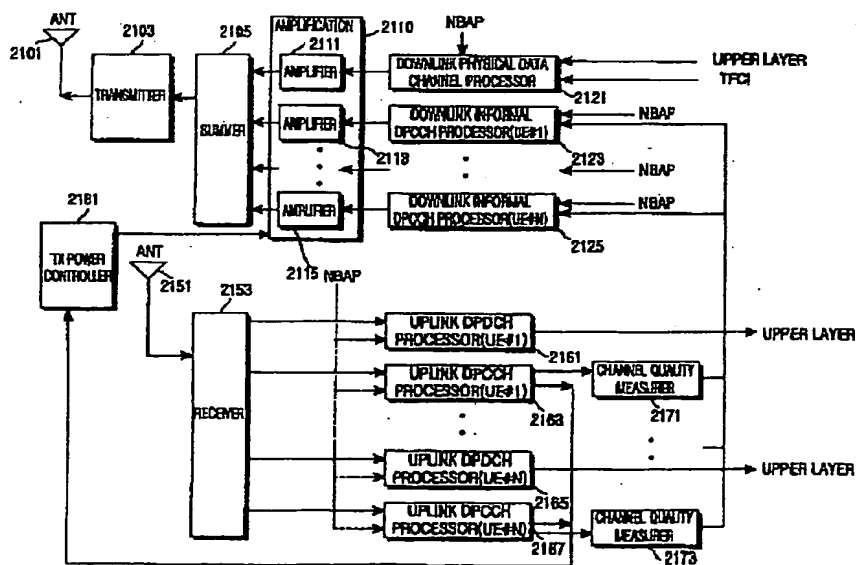 ANT
2101
2103
TRANSMITTER
2105
SUMMER
AMPLIFICATION
2110
2111
AMPLIFIER
AMPLIFIER
2113
AMPLIFIER
2115
NBAP
DOWNLINK PHYSICAL DATA
CHANNEL PROCESSOR
2121
UPPER LAYER
TFCI
DOWNLINK INFORMAL
DPCCH PROCESSOR(UE#1)
2123
NBAP
NBAP
DOWNLINK INFORMAL
DPCCH PROCESSOR(UE#N)
2125
NBAP
2181
TX POWER
CONTROLLER
ANT
2151
2153
RECEIVER
NBAP
UPLINK DPDCH
PROCESSOR(UE#1)
2161
UPPER LAYER
UPLINK DPCCH
PROCESSOR(UE#1)
2163
CHANNEL QUALITY
MEASURER
2171
UPLINK DPDCH
PROCESSOR(UE#N)
2165
UPPER LAYER
UPLINK DPCCH
PROCESSOR(UE#N)
2167
CHANNEL QUALITY
MEASURER
2173